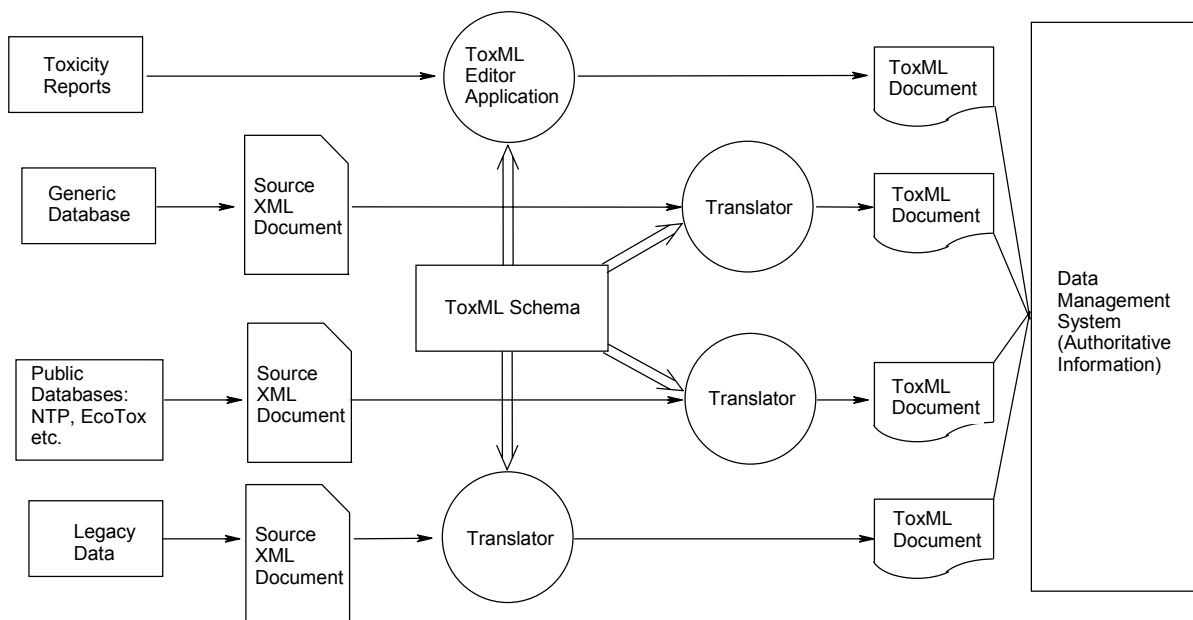 Toxicity
Reports
ToxML
Editor
Application
ToxML
Document
Generic
Database
Source
XML
Document
Translator
ToxML
Document
ToxML Schema
Data
Management
System
(Authoritative
Information)
Public
Databases:
NTP, EcoTox
etc.
Source
XML
Document
Translator
ToxML
Document
Legacy
Data
Source
XML
Document
Translator
ToxML
Document